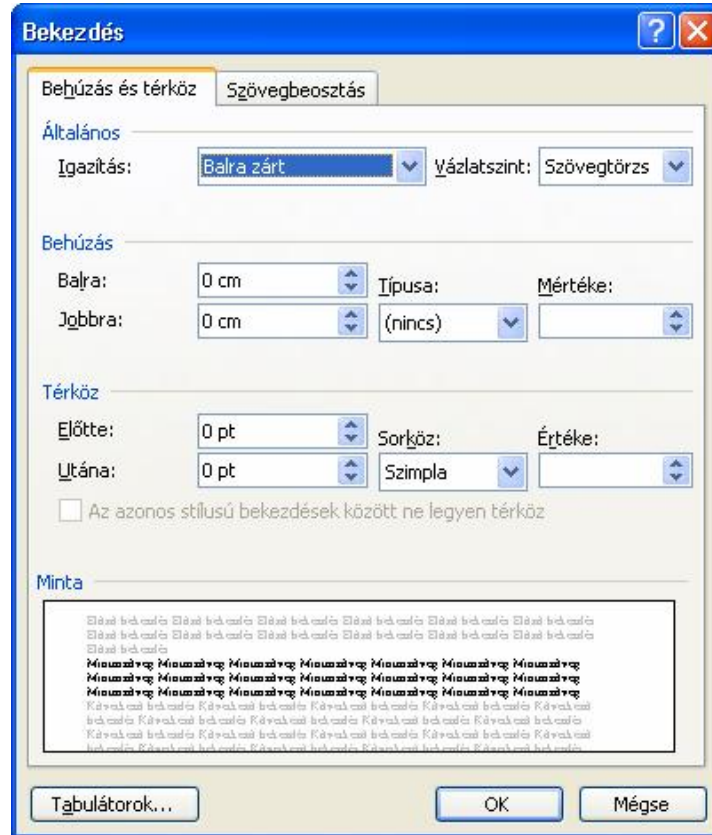 Bekezdés
Behúzás és térköz Szövegbeosztás
Általános
Igazítás: Balra zárt Vázlatszint: Szövegtörzs
Behúzás
Balra: 0 cm Típusa: Mértéke:
Jobbra: 0 cm (nincs)
Térköz
Előtte: 0 pt Sorköz: Értéke:
Utána: 0 pt Szimpla
Az azonos stílusú bekezdések között ne legyen térköz
Minta
Tabulátorok... OK Mégse